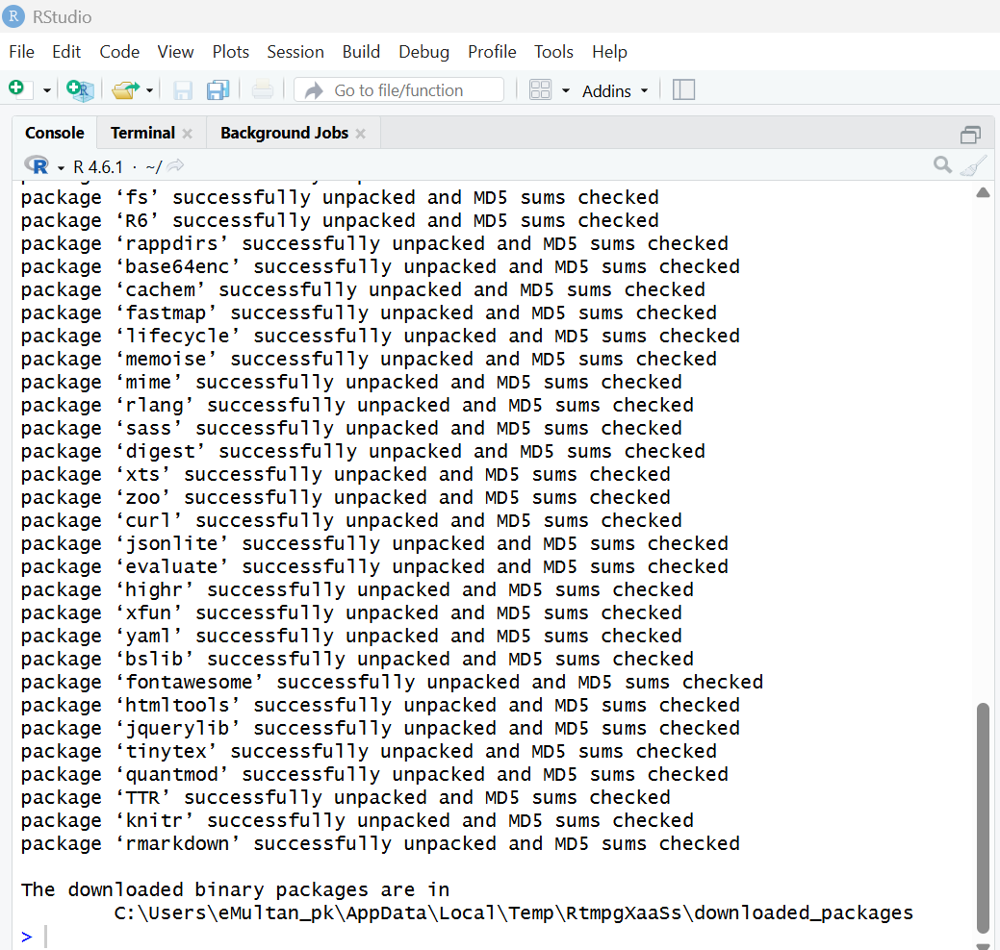 RStudio
File Edit Code View Plots Session Build Debug Profile Tools Help
Go to file/function Addins
Console Terminal Background Jobs
R 4.6.1 · ~/
package ‘fs’ successfully unpacked and MD5 sums checked
package ‘R6’ successfully unpacked and MD5 sums checked
package ‘rappdirs’ successfully unpacked and MD5 sums checked
package ‘base64enc’ successfully unpacked and MD5 sums checked
package ‘cachem’ successfully unpacked and MD5 sums checked
package ‘fastmap’ successfully unpacked and MD5 sums checked
package ‘lifecycle’ successfully unpacked and MD5 sums checked
package ‘memoise’ successfully unpacked and MD5 sums checked
package ‘mime’ successfully unpacked and MD5 sums checked
package ‘rlang’ successfully unpacked and MD5 sums checked
package ‘sass’ successfully unpacked and MD5 sums checked
package ‘digest’ successfully unpacked and MD5 sums checked
package ‘xts’ successfully unpacked and MD5 sums checked
package ‘zoo’ successfully unpacked and MD5 sums checked
package ‘curl’ successfully unpacked and MD5 sums checked
package ‘jsonlite’ successfully unpacked and MD5 sums checked
package ‘evaluate’ successfully unpacked and MD5 sums checked
package ‘highr’ successfully unpacked and MD5 sums checked
package ‘xfun’ successfully unpacked and MD5 sums checked
package ‘yaml’ successfully unpacked and MD5 sums checked
package ‘bslib’ successfully unpacked and MD5 sums checked
package ‘fontawesome’ successfully unpacked and MD5 sums checked
package ‘htmltools’ successfully unpacked and MD5 sums checked
package ‘jquerylib’ successfully unpacked and MD5 sums checked
package ‘tinytex’ successfully unpacked and MD5 sums checked
package ‘quantmod’ successfully unpacked and MD5 sums checked
package ‘TTR’ successfully unpacked and MD5 sums checked
package ‘knitr’ successfully unpacked and MD5 sums checked
package ‘rmarkdown’ successfully unpacked and MD5 sums checked
The downloaded binary packages are in
C:\Users\eMultan_pk\AppData\Local\Temp\RtmpgXaaSs\downloaded_packages
>